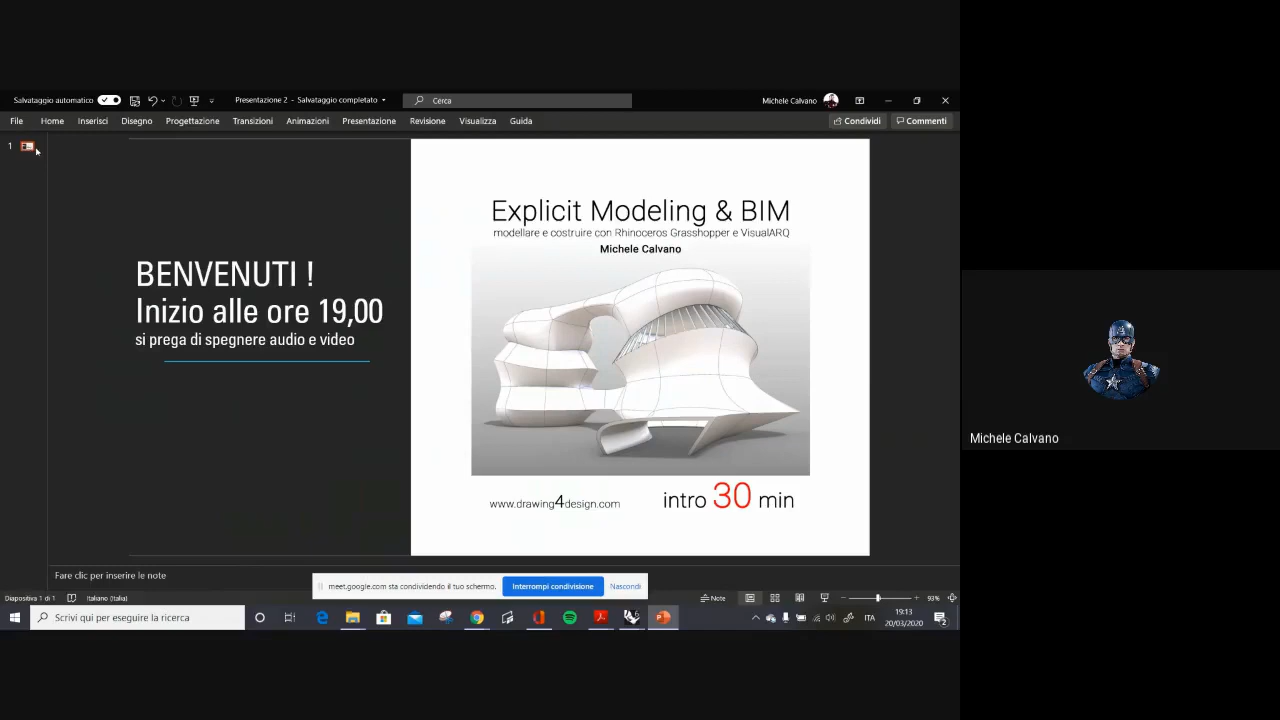 Salvataggio automatico
Presentazione 2 - Salvataggio completato
Cerca
Michele Calvano
File Home Inserisci Disegno Progettazione Transizioni Animazioni Presentazione Revisione Visualizza Guida
Condividi Commenti
1
BENVENUTI !
Inizio alle ore 19,00
si prega di spegnere audio e video
Explicit Modeling & BIM
modellare e costruire con Rhinoceros Grasshopper e VisualARQ
Michele Calvano
www.drawing4design.com
intro 30 min
Michele Calvano
Fare clic per inserire le note
meet.google.com sta condividendo il tuo schermo. Interrompi condivisione Nascondi
Diapositiva 1 di 1 Italiano (Italia)
Note
93%
Scrivi qui per eseguire la ricerca
ITA
19:13
20/03/2020
2